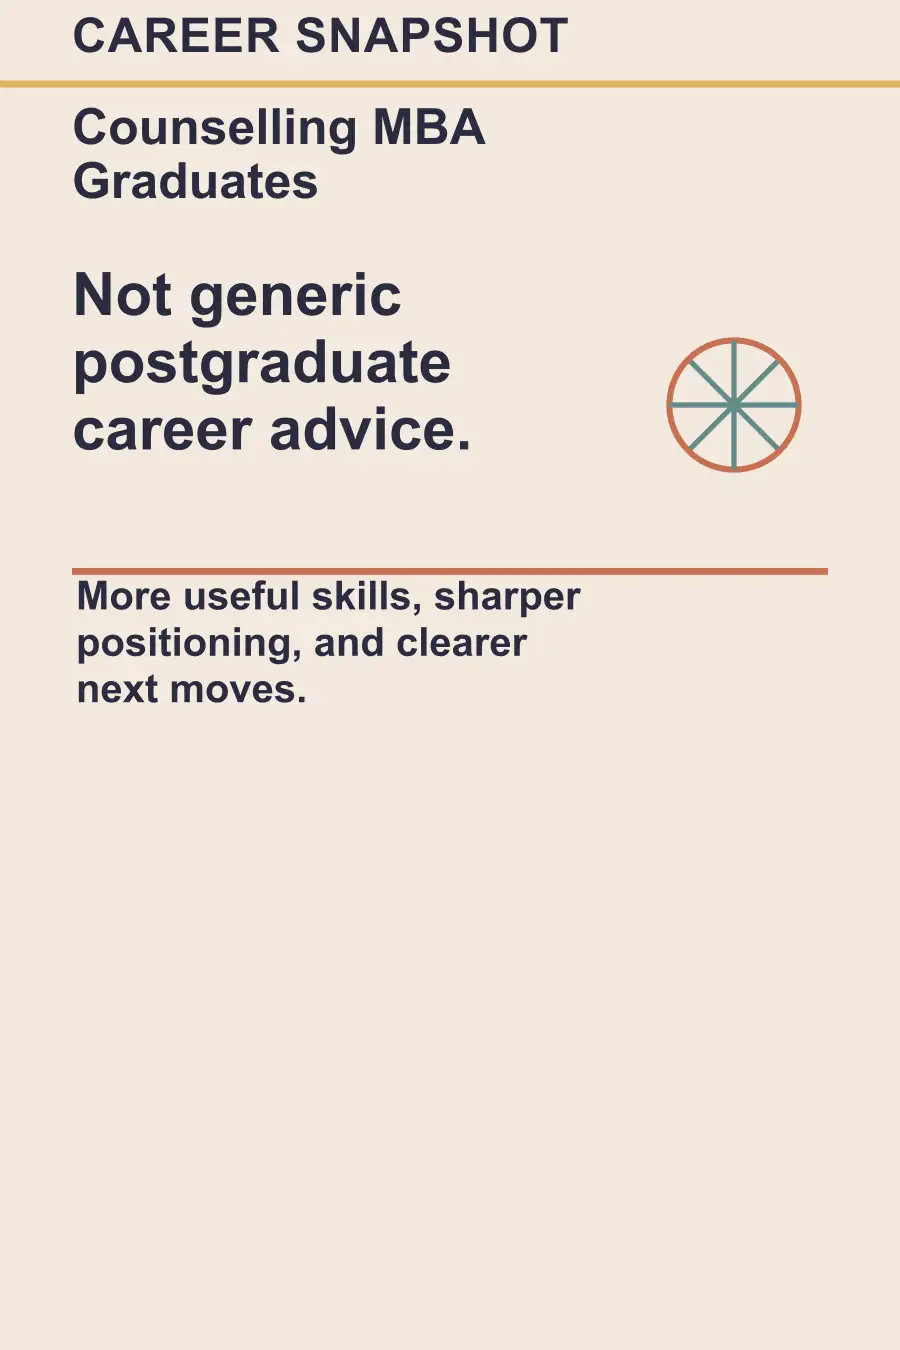 CAREER SNAPSHOT
Counselling MBA
Graduates
Not generic
postgraduate
career advice.
More useful skills, sharper
positioning, and clearer
next moves.